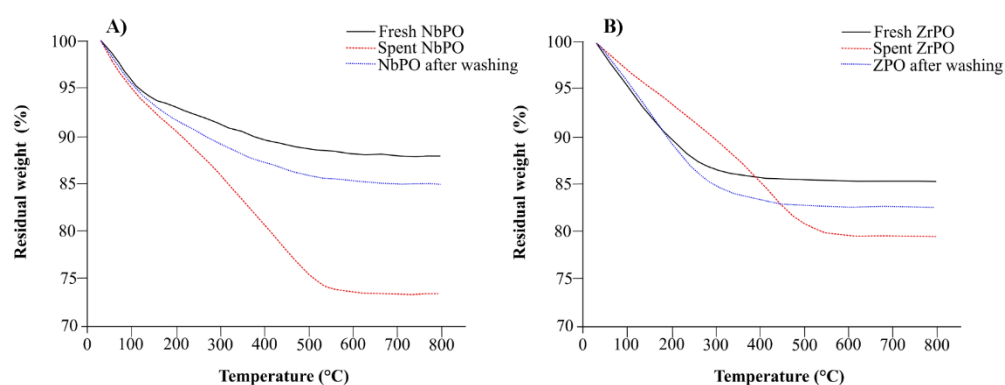 A)
Fresh NbPO
Spent NbPO
NbPO after washing
100
95
90
85
80
75
70
Residual weight (%)
0 100 200 300 400 500 600 700 800
Temperature (°C)
B)
Fresh ZrPO
Spent ZrPO
ZPO after washing
100
95
90
85
80
75
70
Residual weight (%)
0 100 200 300 400 500 600 700 800
Temperature (°C)